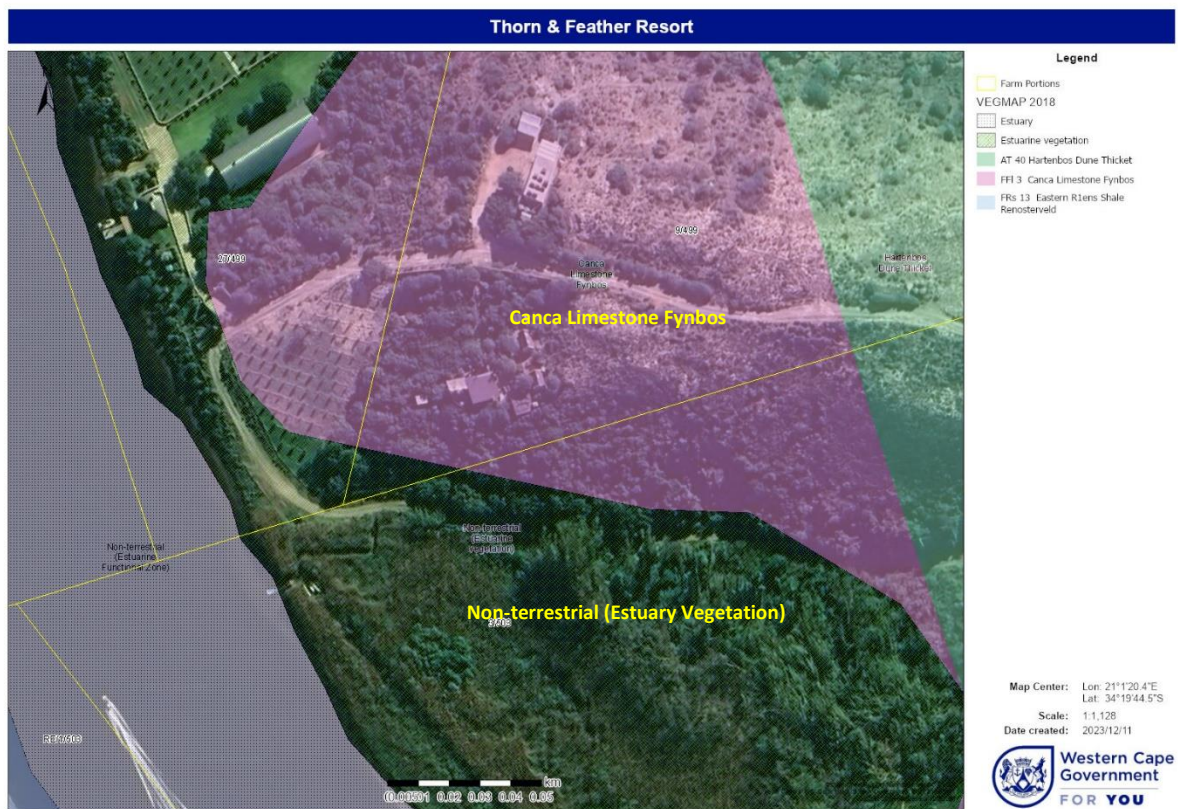 Thorn & Feather Resort
Legend
Farm Portions
VEGMAP 2018
Estuary
Estuarine vegetation
AT 40 Hartenbos Dune Thicket
FFl 3 Canca Limestone Fynbos
FRs 13 Eastern R1ens Shale
Renosterveld
27/499
9/499
Canca
Limestone
Fynbos
Hartenbos
Dune Thicket
Canca Limestone Fynbos
Non-terrestrial
(Estuarine
Functional Zone)
Non-terrestrial
(Estuarine
vegetation)
Non-terrestrial (Estuary Vegetation)
km
0.02 0.03 0.04 0.05
Map Center: Lon: 21°1'20.4"E
Lat: 34°19'44.5"S
Scale: 1:1,128
Date created: 2023/12/11
Western Cape
Government
FOR YOU